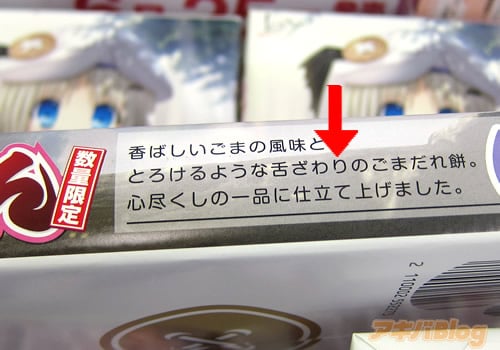 香ばしいごまの風味と
とろけるような舌ざわりのごまだれ餅。
心尽くしの一品に仕立て上げました。
数量限定
アキバBlog